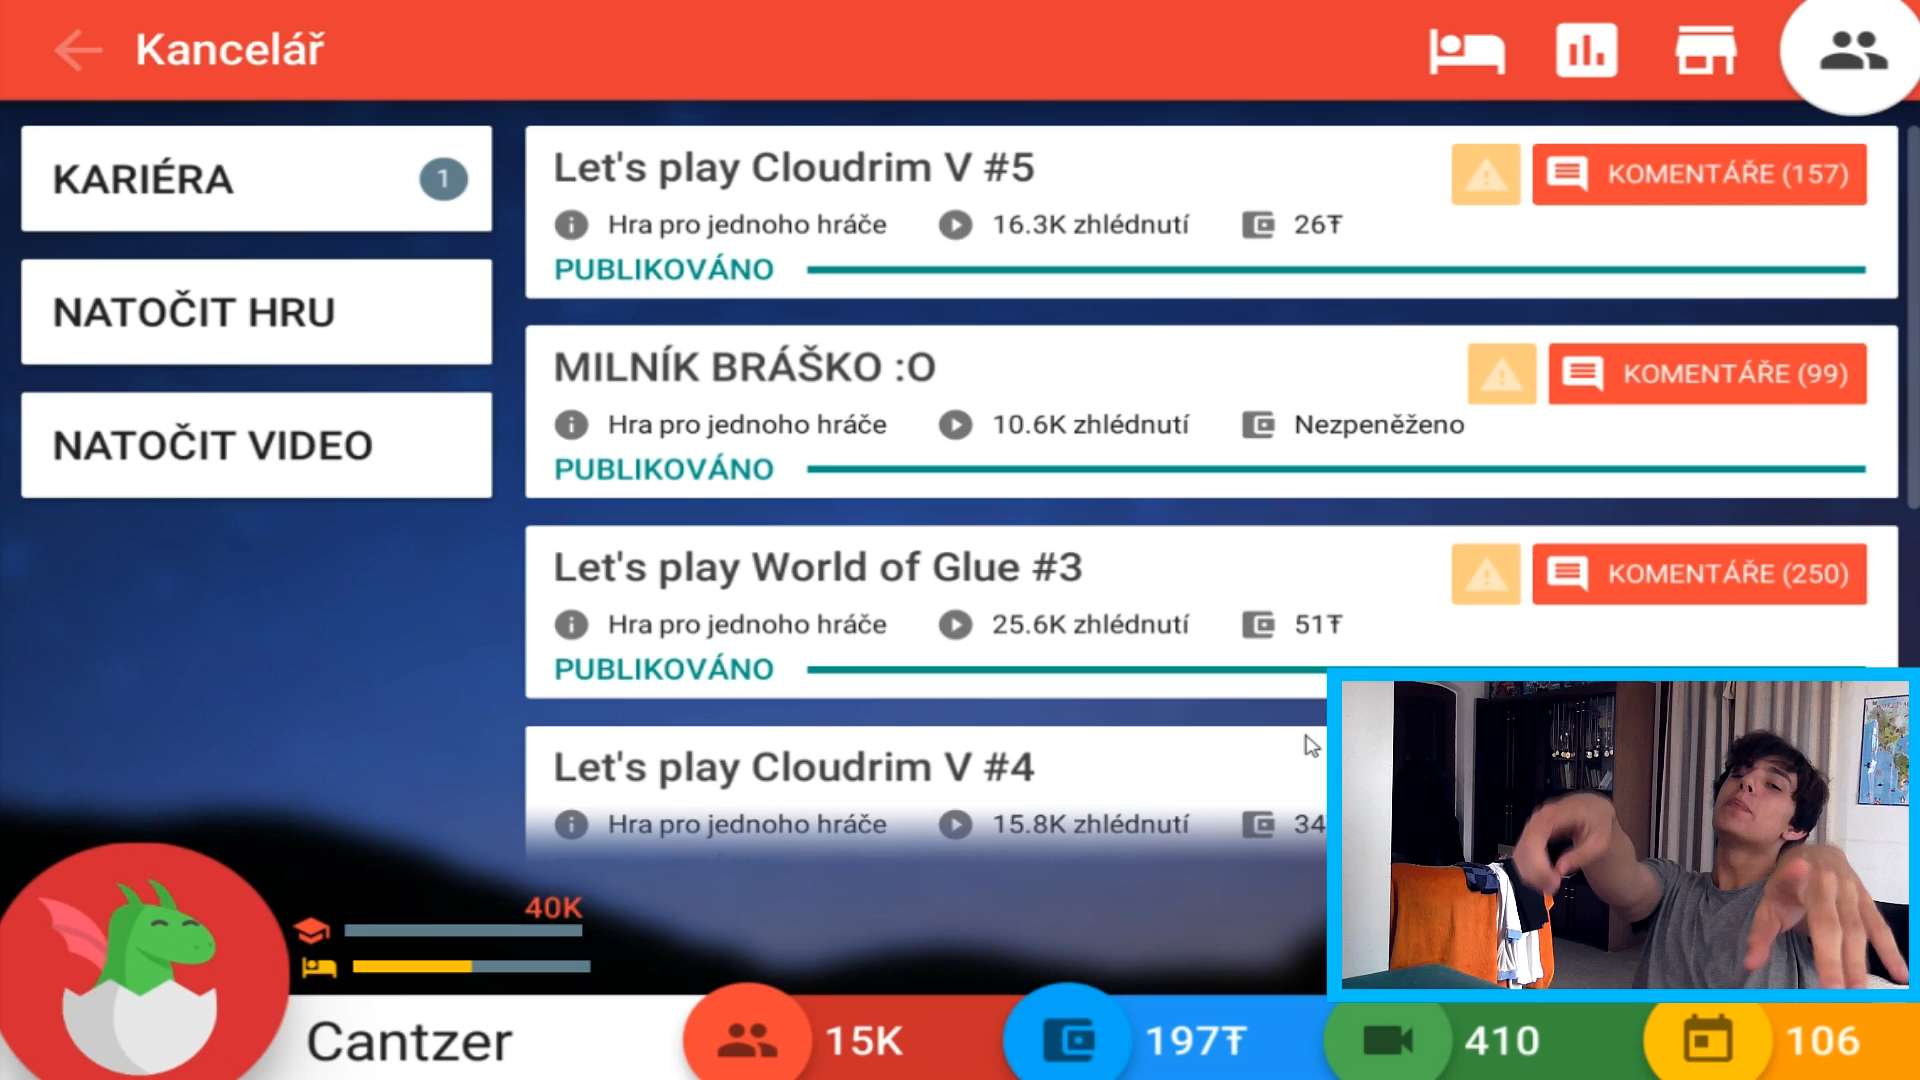 Kancelář
KARIÉRA 1
NATOČIT HRU
NATOČIT VIDEO
Let's play Cloudrim V #5
KOMENTÁŘE (157)
Hra pro jednoho hráče 16.3K zhlédnutí 26Ŧ
PUBLIKOVÁNO
MILNÍK BRÁŠKO :O
KOMENTÁŘE (99)
Hra pro jednoho hráče 10.6K zhlédnutí Nezpeněženo
PUBLIKOVÁNO
Let's play World of Glue #3
KOMENTÁŘE (250)
Hra pro jednoho hráče 25.6K zhlédnutí 51Ŧ
PUBLIKOVÁNO
Let's play Cloudrim V #4
Hra pro jednoho hráče 15.8K zhlédnutí 34
40K
Cantzer 15K 197Ŧ 410 106